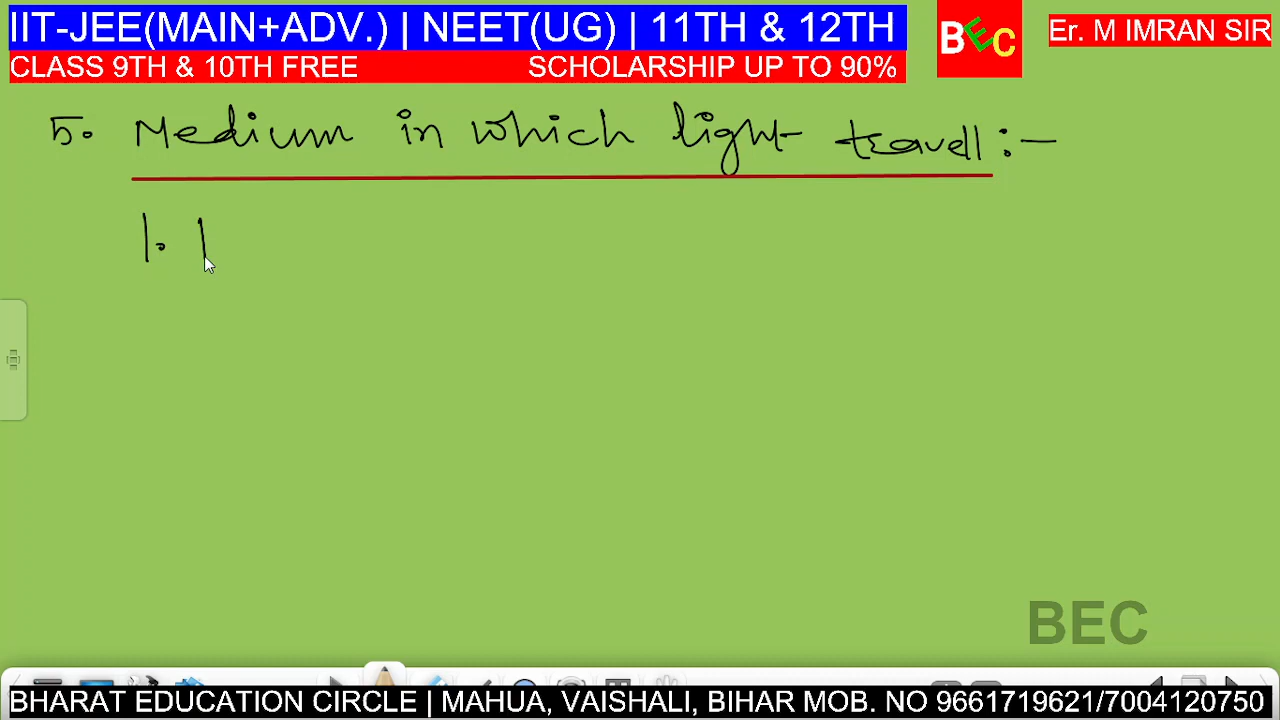 IIT-JEE(MAIN+ADV.) | NEET(UG) | 11TH & 12TH
CLASS 9TH & 10TH FREE SCHOLARSHIP UP TO 90%
BEC
Er. M IMRAN SIR
5. Medium in which light travell :-
1.
BEC
BHARAT EDUCATION CIRCLE | MAHUA, VAISHALI, BIHAR MOB. NO 9661719621/7004120750